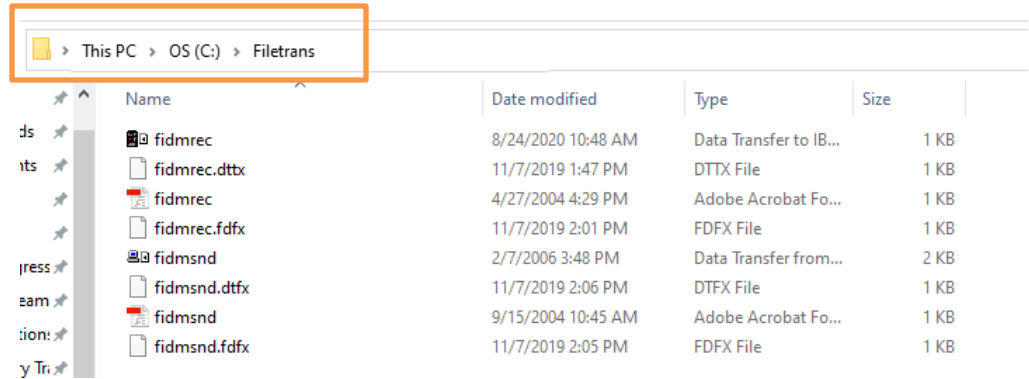 This PC > OS (C:) > Filetrans
Name Date modified Type Size
ds fidmrec 8/24/2020 10:48 AM Data Transfer to IB... 1 KB
nts fidmrec.dttx 11/7/2019 1:47 PM DTTX File 1 KB
fidmrec 4/27/2004 4:29 PM Adobe Acrobat Fo... 1 KB
fidmrec.fdfx 11/7/2019 2:01 PM FDFX File 1 KB
gress fidmsnd 2/7/2006 3:48 PM Data Transfer from... 2 KB
eam fidmsnd.dtfx 11/7/2019 2:06 PM DTFX File 1 KB
tion: fidmsnd 9/15/2004 10:45 AM Adobe Acrobat Fo... 1 KB
fidmsnd.fdfx 11/7/2019 2:05 PM FDFX File 1 KB
y Tra